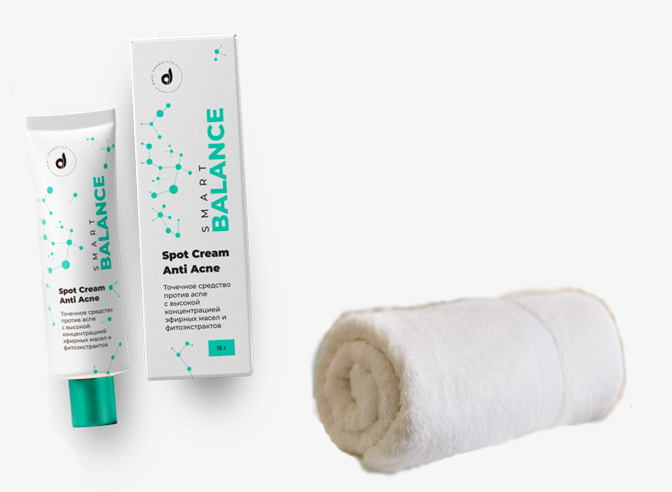 SMART
BALANCE
Spot Cream
Anti Acne
Точечное средство
против acne
с высокой
концентрацией
эфирных масел и
фитоэкстрактов
SMART
BALANCE
Spot Cream
Anti Acne
Точечное средство
против acne
с высокой
концентрацией
эфирных масел и
фитоэкстрактов
15 г